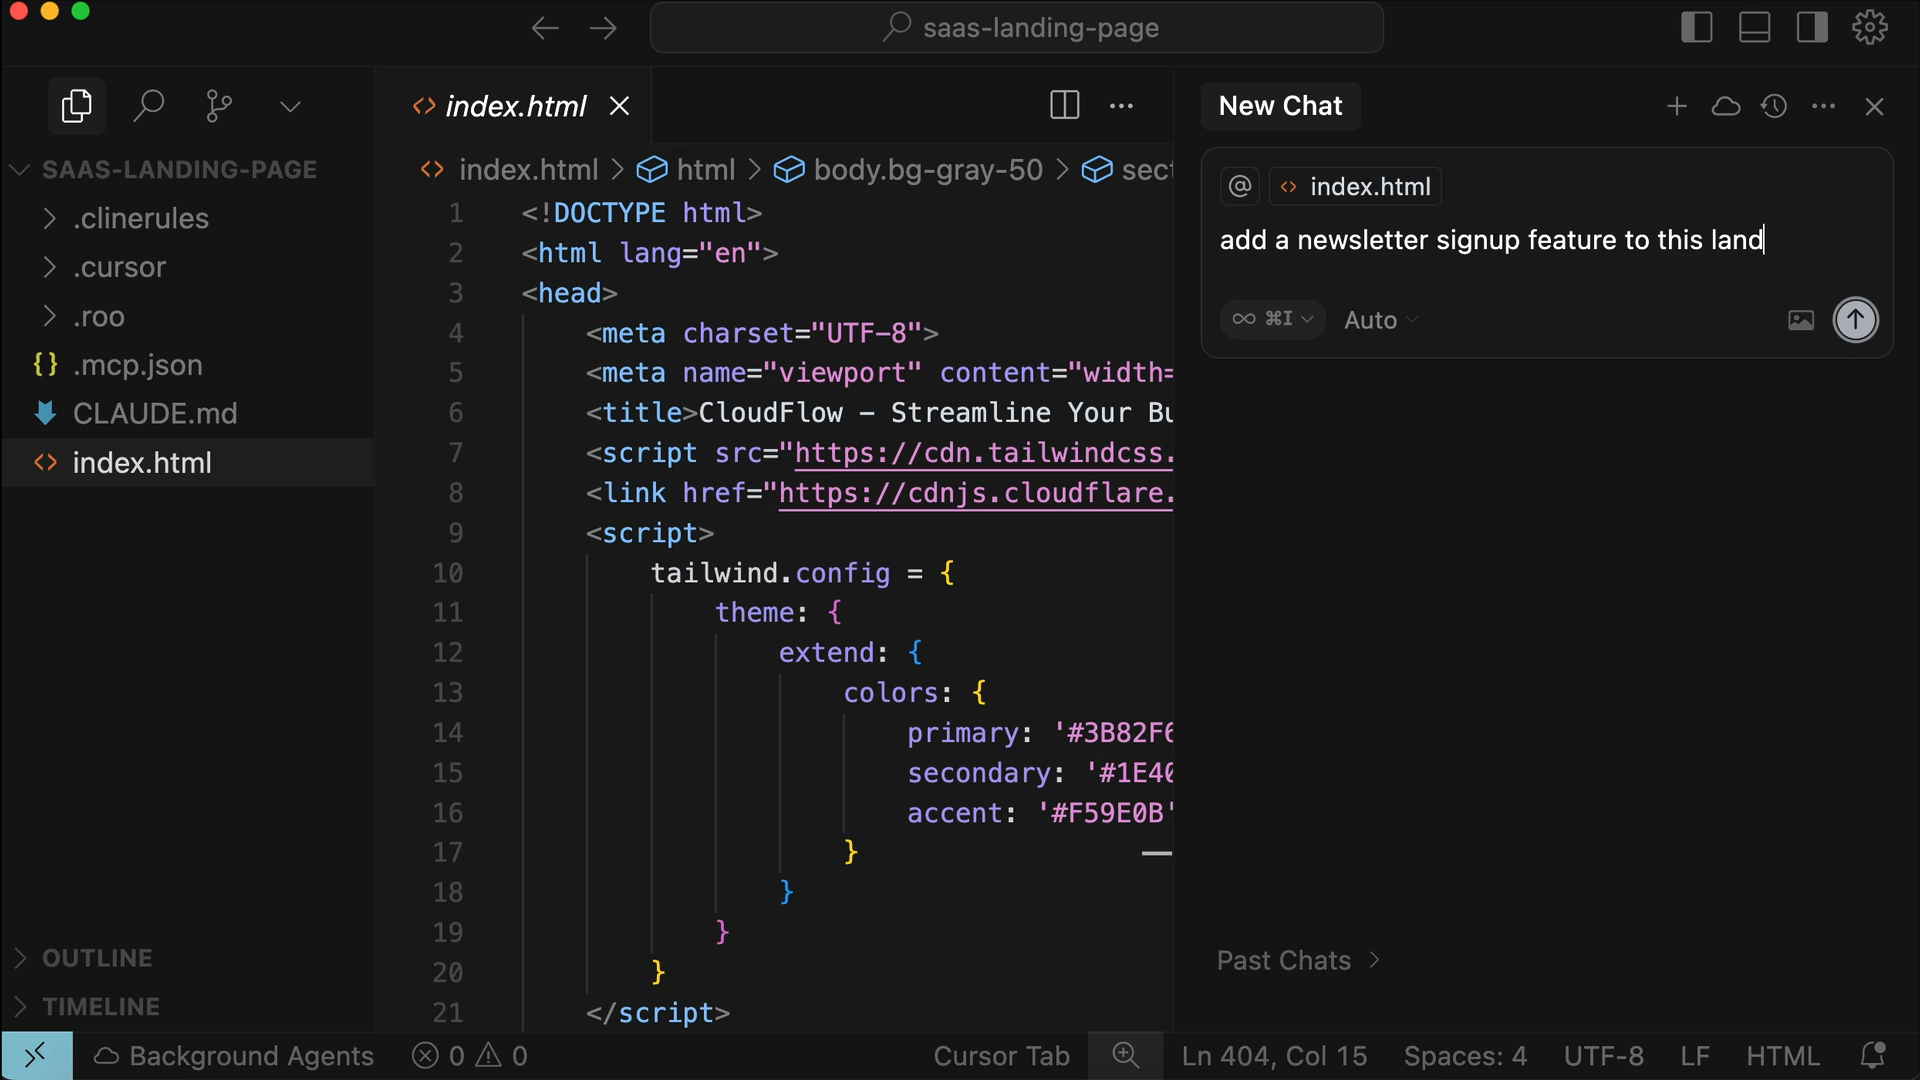 saas-landing-page
SAAS-LANDING-PAGE
.clinerules
.cursor
.roo
.mcp.json
CLAUDE.md
index.html
OUTLINE
TIMELINE
index.html
index.html > html > body.bg-gray-50 > sect
1 <!DOCTYPE html>
2 <html lang="en">
3 <head>
4 <meta charset="UTF-8">
5 <meta name="viewport" content="width=
6 <title>CloudFlow – Streamline Your Bu
7 <script src="https://cdn.tailwindcss.
8 <link href="https://cdnjs.cloudflare.
9 <script>
10 tailwind.config = {
11 theme: {
12 extend: {
13 colors: {
14 primary: '#3B82F6
15 secondary: '#1E40
16 accent: '#F59E0B'
17 }
18 }
19 }
20 }
21 </script>
New Chat
@ index.html
add a newsletter signup feature to this land
∞ ⌘I Auto
Past Chats
Background Agents 0 0 Cursor Tab Ln 404, Col 15 Spaces: 4 UTF-8 LF HTML